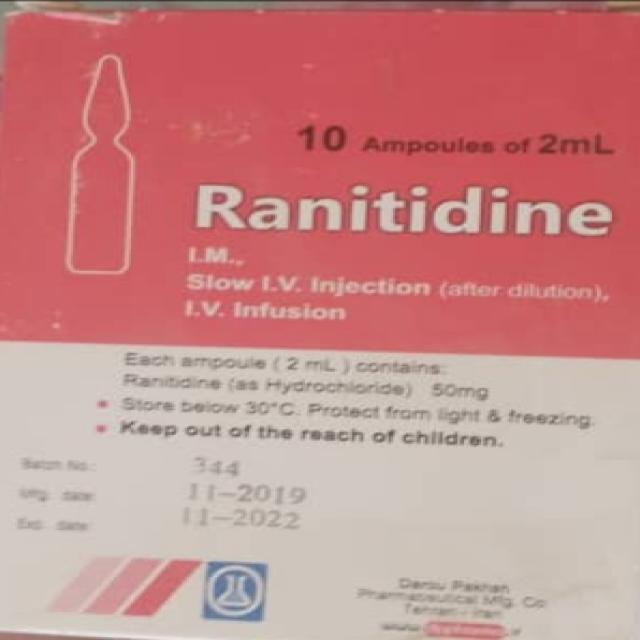 10 Ampoules of 2mL
Ranitidine
I.M.,
Slow I.V. Injection (after dilution),
I.V. Infusion
Each ampoule ( 2 mL ) contains:
Ranitidine (as Hydrochloride) 50mg
• Store below 30°C. Protect from light & freezing.
• Keep out of the reach of children.
Batch No.: 344
Mfg. date: 11-2019
Exp. date: 11-2022
Darou Pakhsh
Pharmaceutical Mfg. Co.
Tehran - Iran